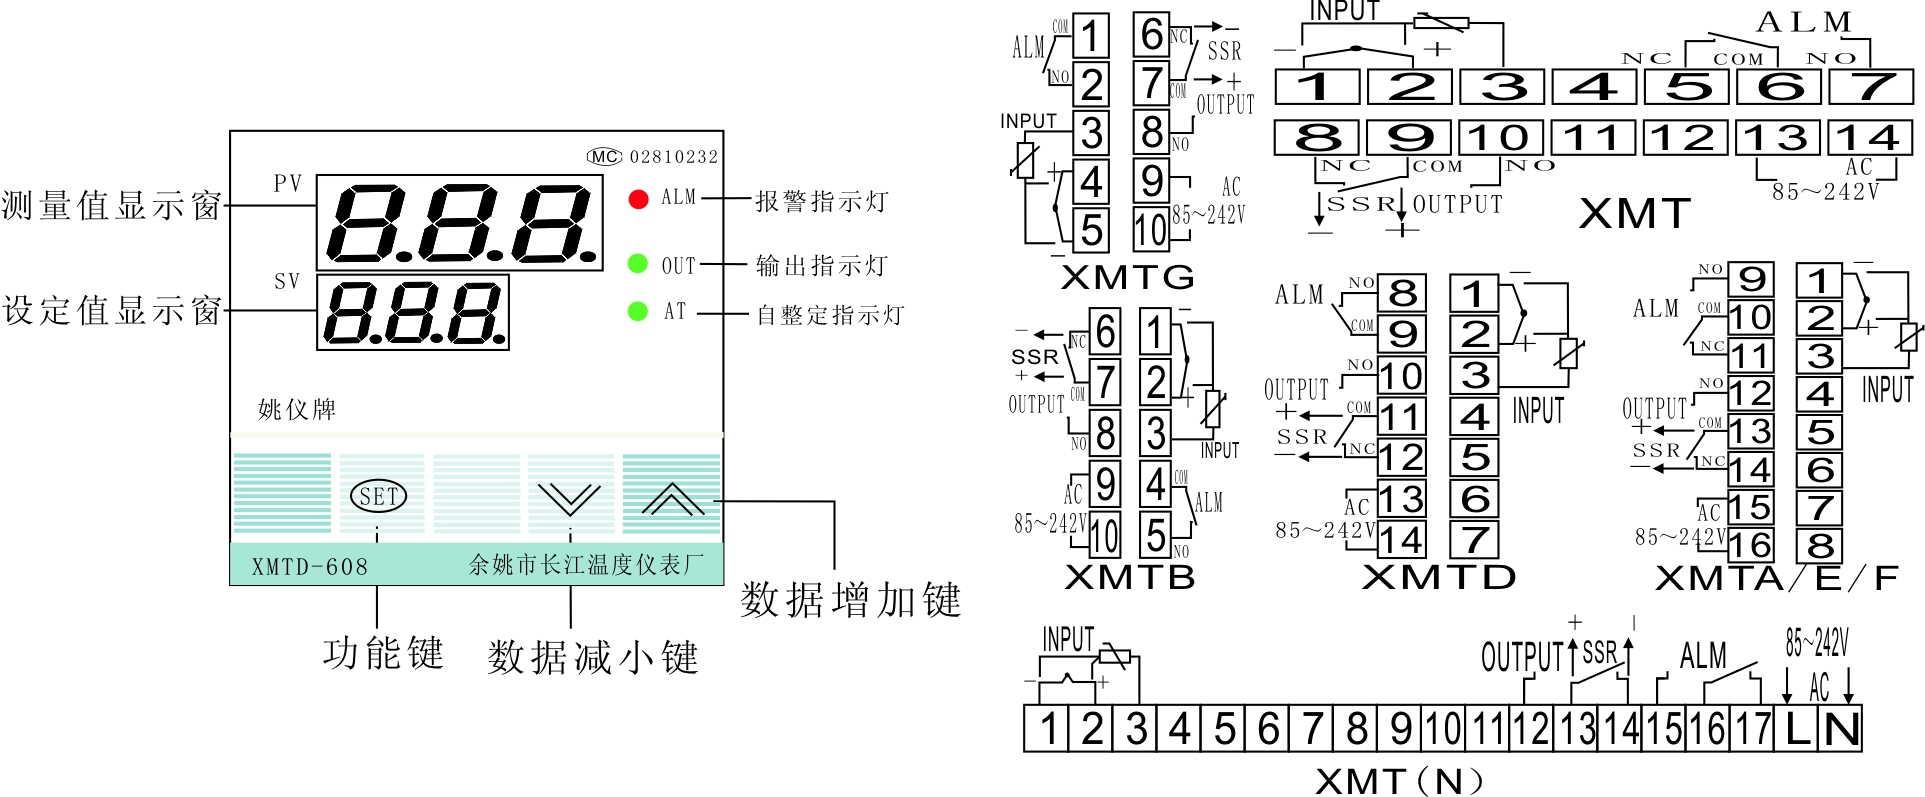 MC 02810232
PV
8.8.8.
测量值显示窗
ALM
报警指示灯
OUT
输出指示灯
SV
8.8.8.
设定值显示窗
AT
自整定指示灯
姚仪牌
SET
XMTD-608
余姚市长江温度仪表厂
数据增加键
功能键
数据减小键
COM
ALM
1
NO
2
INPUT
3
+
4
5
−
6
NC
−
SSR
7
COM
+
OUTPUT
8
NO
9
AC
85~242V
10
XMTG
INPUT
−
+
NC
COM
ALM
NO
1 2 3 4 5 6 7
8 9 10 11 12 13 14
NC
COM
NO
AC
85~242V
SSR
OUTPUT
−
+
XMT
−
SSR
+
NC
6
COM
7
OUTPUT
NO
8
9
AC
85~242V
10
−
1
2
+
3
INPUT
4
COM
ALM
5
NO
XMTB
NO
ALM
8
COM
9
NO
OUTPUT
10
COM
+
11
SSR
NC
−
12
13
AC
85~242V
14
−
1
2
+
3
INPUT
4
5
6
7
XMTD
NO
9
ALM
COM
10
NC
11
NO
12
OUTPUT
COM
+
13
SSR
NC
−
14
15
AC
85~242V
16
−
1
2
+
3
INPUT
4
5
6
7
8
XMTA/E/F
INPUT
−
+
OUTPUT
+
SSR
−
ALM
85~242V
AC
1 2 3 4 5 6 7 8 9 10 11 12 13 14 15 16 17 L N
XMT(N)